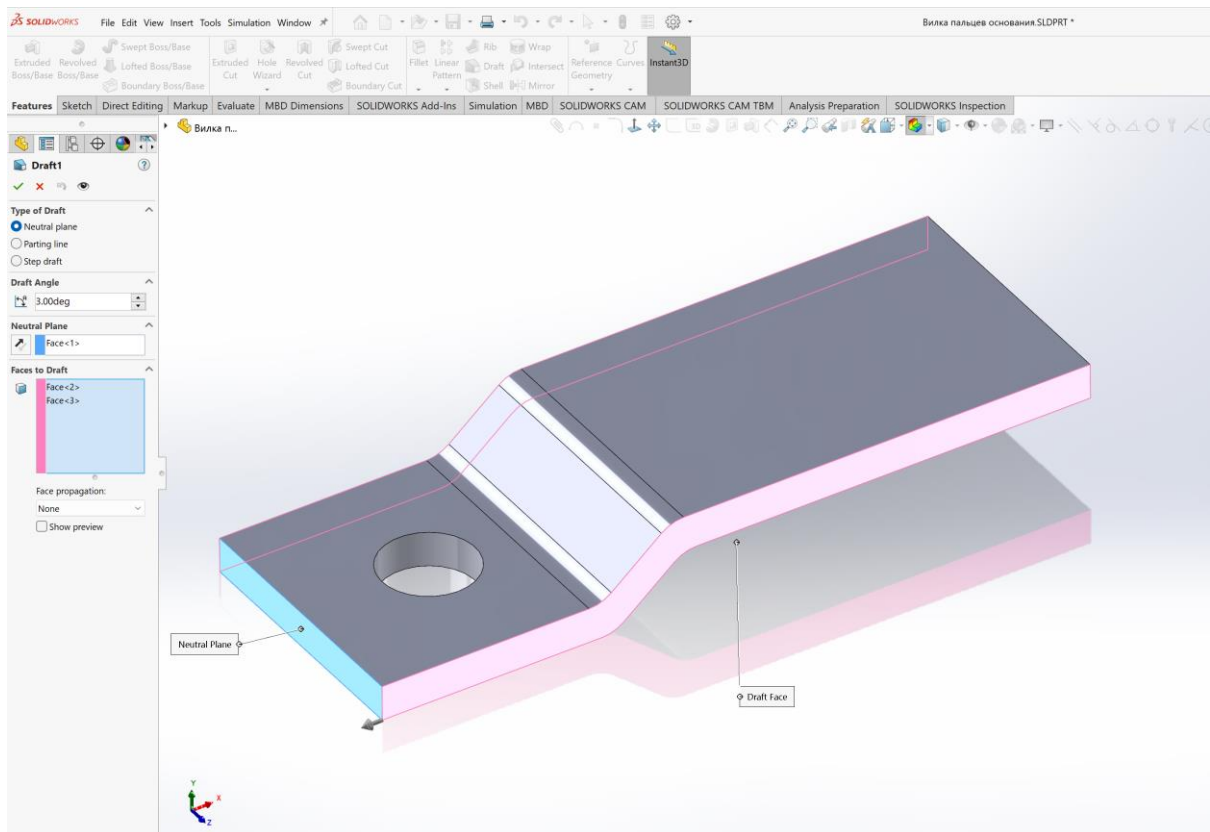 SOLIDWORKS File Edit View Insert Tools Simulation Window Вилка пальцев основания.SLDPRT *
Extruded Boss/Base Revolved Boss/Base Swept Boss/Base Lofted Boss/Base Boundary Boss/Base Extruded Cut Hole Wizard Revolved Cut Swept Cut Lofted Cut Boundary Cut Fillet Linear Pattern Rib Draft Shell Wrap Intersect Mirror Reference Geometry Curves Instant3D
Features Sketch Direct Editing Markup Evaluate MBD Dimensions SOLIDWORKS Add-Ins Simulation MBD SOLIDWORKS CAM SOLIDWORKS CAM TBM Analysis Preparation SOLIDWORKS Inspection
Вилка п...
Draft1
Type of Draft
Neutral plane
Parting line
Step draft
Draft Angle
3.00deg
Neutral Plane
Face<1>
Faces to Draft
Face<2>
Face<3>
Face propagation:
None
Show preview
Neutral Plane
Draft Face
Y
X
Z